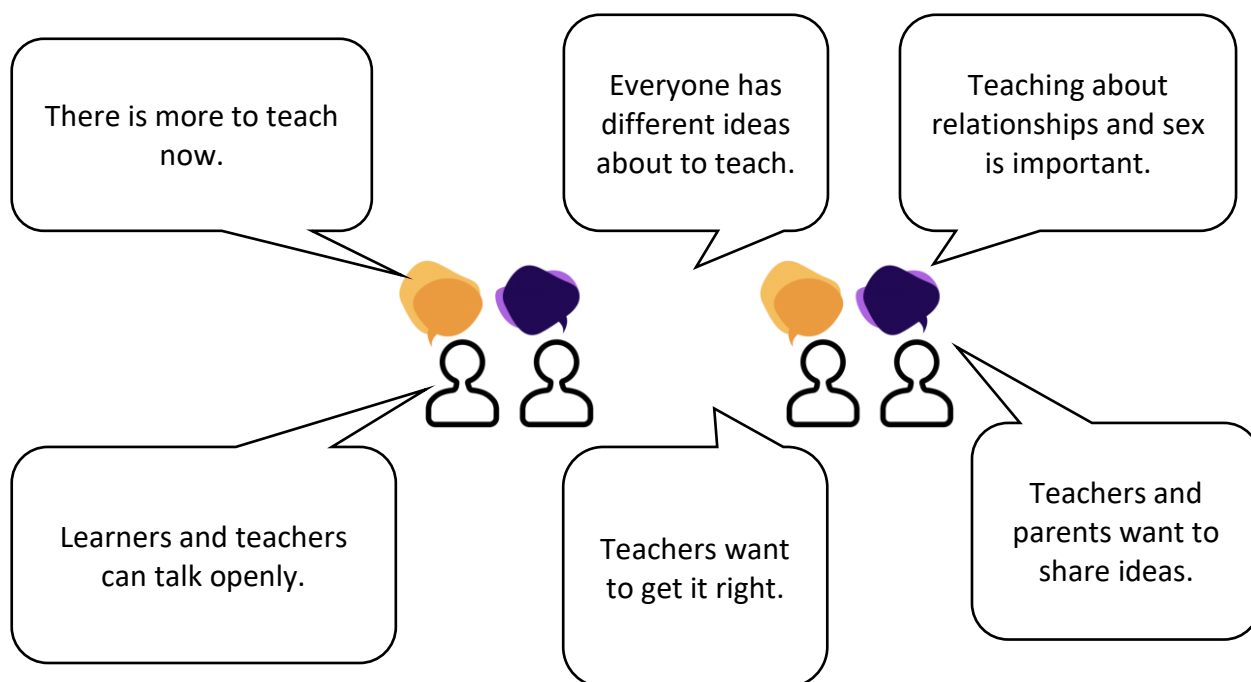 There is more to teach
now.
Everyone has
different ideas
about to teach.
Teaching about
relationships and sex
is important.
Learners and teachers
can talk openly.
Teachers want
to get it right.
Teachers and
parents want to
share ideas.